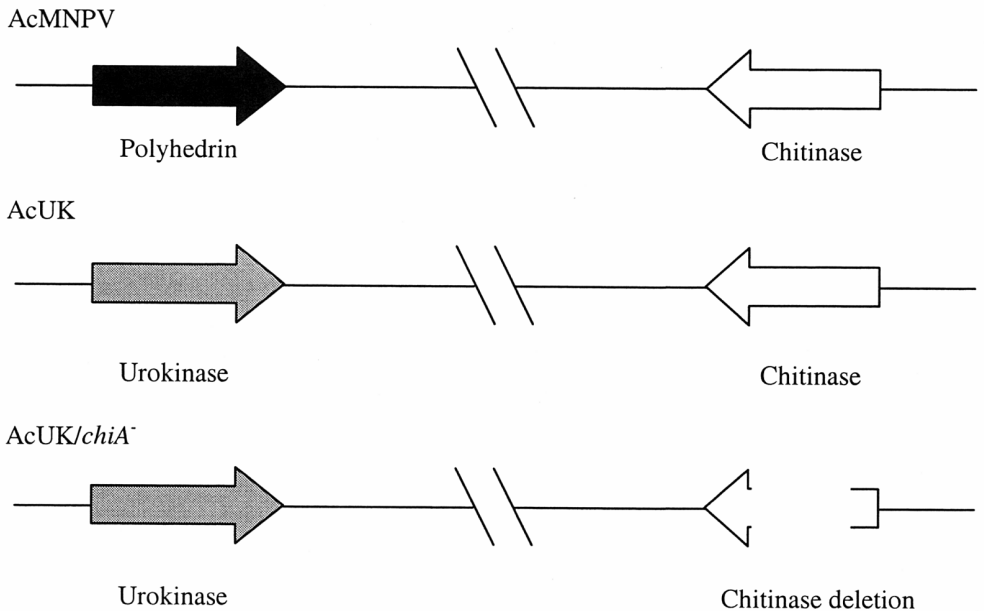 AcMNPV
Polyhedrin
Chitinase
AcUK
Urokinase
Chitinase
AcUK/chiA-
Urokinase
Chitinase deletion